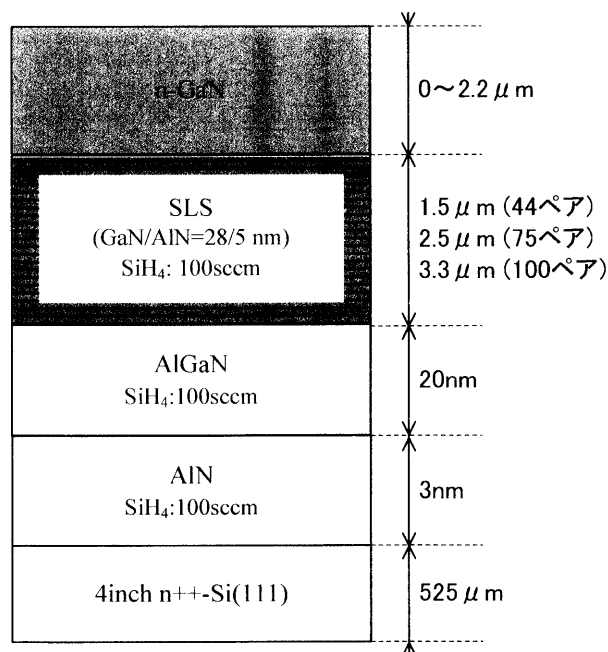 n-GaN
0～2.2μm
SLS
(GaN/AlN=28/5 nm)
SiH₄: 100sccm
1.5μm (44ペア)
2.5μm (75ペア)
3.3μm (100ペア)
AlGaN
SiH₄:100sccm
20nm
AlN
SiH₄:100sccm
3nm
4inch n++-Si(111)
525μm